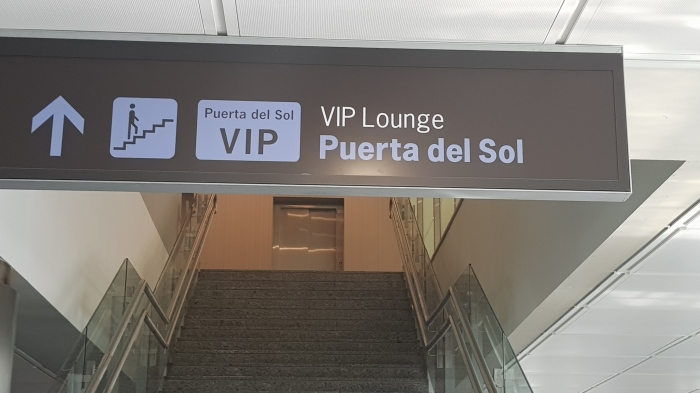 Puerta del Sol
VIP
VIP Lounge
Puerta del Sol